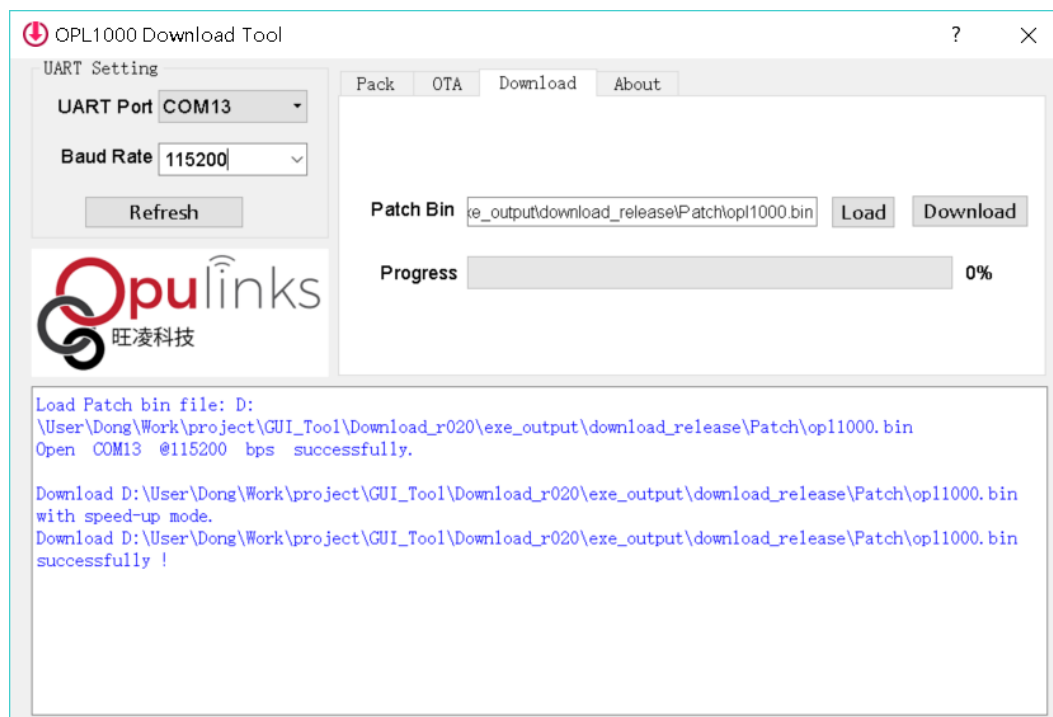 OPL1000 Download Tool
?
UART Setting
UART Port COM13
Baud Rate 115200
Refresh
Pack OTA Download About
Patch Bin xe_output\download_release\Patch\opl1000.bin Load Download
Progress 0%
Opulinks
旺凌科技
Load Patch bin file: D:
\User\Dong\Work\project\GUI_Tool\Download_r020\exe_output\download_release\Patch\opl1000.bin
Open COM13 @115200 bps successfully.
Download D:\User\Dong\Work\project\GUI_Tool\Download_r020\exe_output\download_release\Patch\opl1000.bin
with speed-up mode.
Download D:\User\Dong\Work\project\GUI_Tool\Download_r020\exe_output\download_release\Patch\opl1000.bin
successfully !